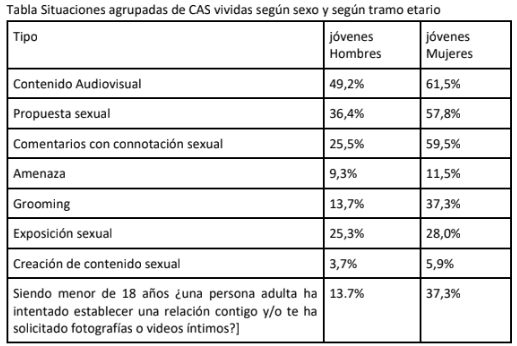 Tabla Situaciones agrupadas de CAS vividas según sexo y según tramo etario
Tipo
jóvenes
Hombres
jóvenes
Mujeres
Contenido Audiovisual 49,2% 61,5%
Propuesta sexual 36,4% 57,8%
Comentarios con connotación sexual 25,5% 59,5%
Amenaza 9,3% 11,5%
Grooming 13,7% 37,3%
Exposición sexual 25,3% 28,0%
Creación de contenido sexual 3,7% 5,9%
Siendo menor de 18 años ¿una persona adulta ha 13.7% 37,3%
intentado establecer una relación contigo y/o te ha
solicitado fotografías o videos íntimos?]